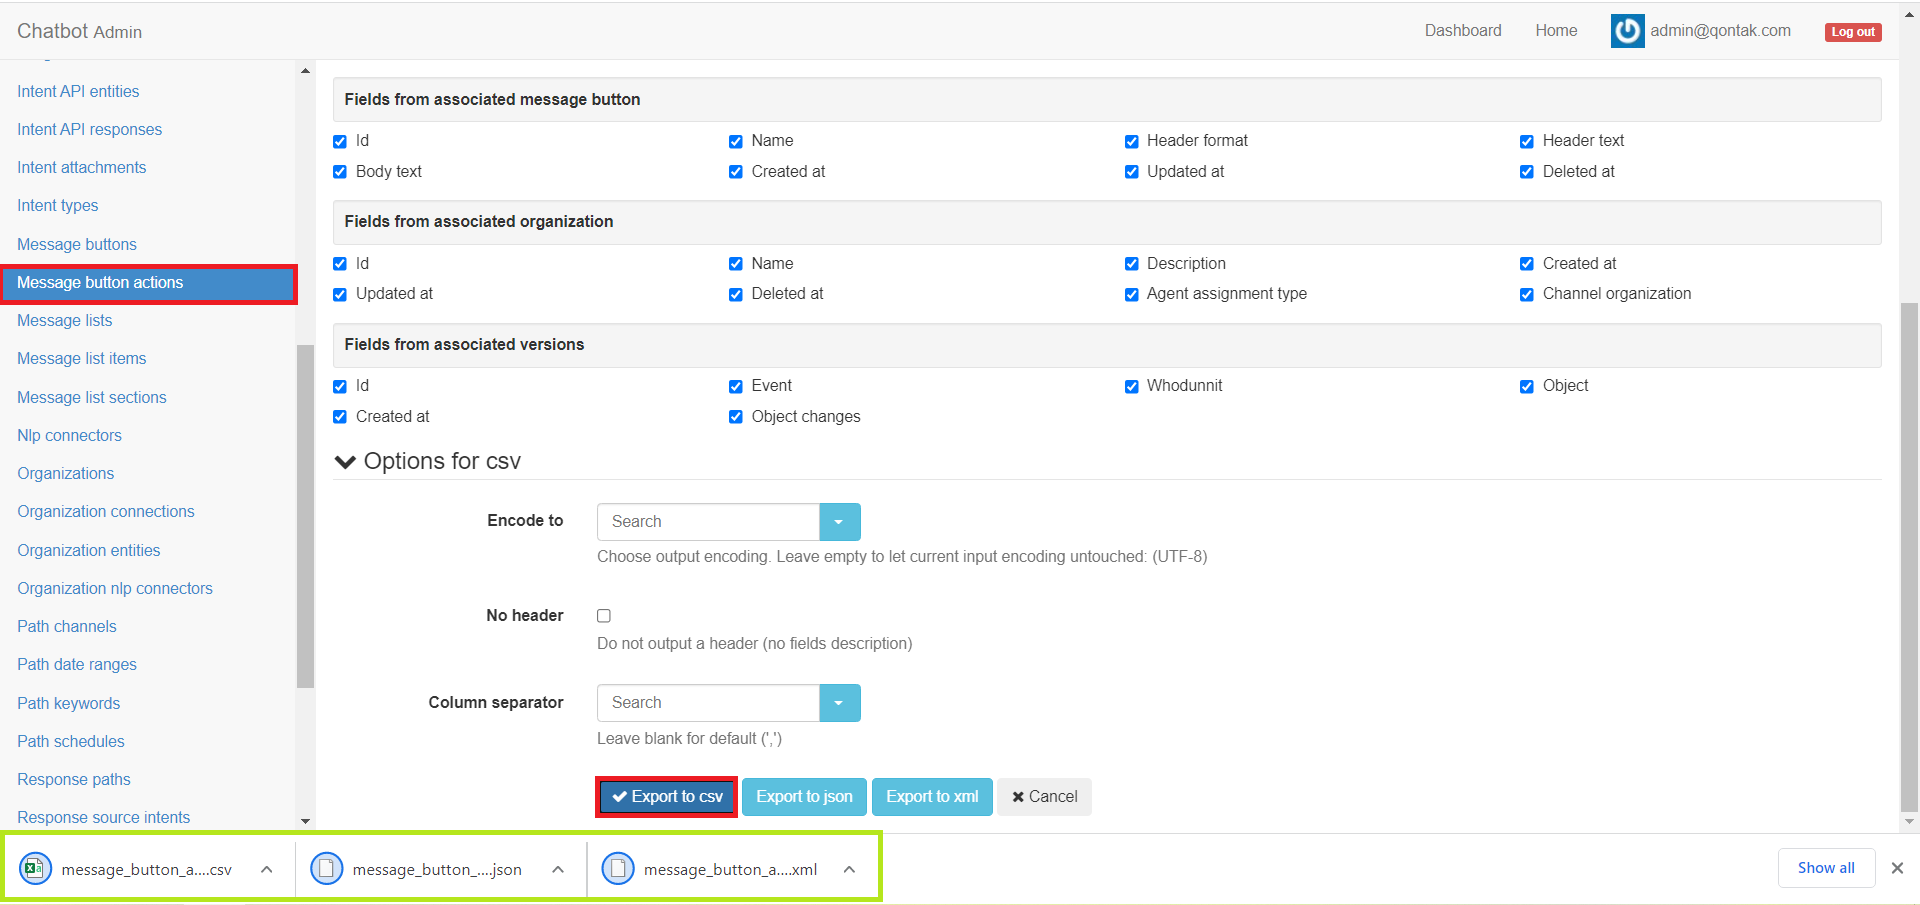 Chatbot Admin
Dashboard
Home
admin@qontak.com
Log out
Intent API entities
Intent API responses
Intent attachments
Intent types
Message buttons
Message button actions
Message lists
Message list items
Message list sections
Nlp connectors
Organizations
Organization connections
Organization entities
Organization nlp connectors
Path channels
Path date ranges
Path keywords
Path schedules
Response paths
Response source intents
Fields from associated message button
Id Name Header format Header text
Body text Created at Updated at Deleted at
Fields from associated organization
Id Name Description Created at
Updated at Deleted at Agent assignment type Channel organization
Fields from associated versions
Id Event Whodunnit Object
Created at Object changes
Options for csv
Encode to Search
Choose output encoding. Leave empty to let current input encoding untouched: (UTF-8)
No header
Do not output a header (no fields description)
Column separator Search
Leave blank for default (',')
Export to csv Export to json Export to xml Cancel
message_button_a....csv message_button_....json message_button_a....xml Show all